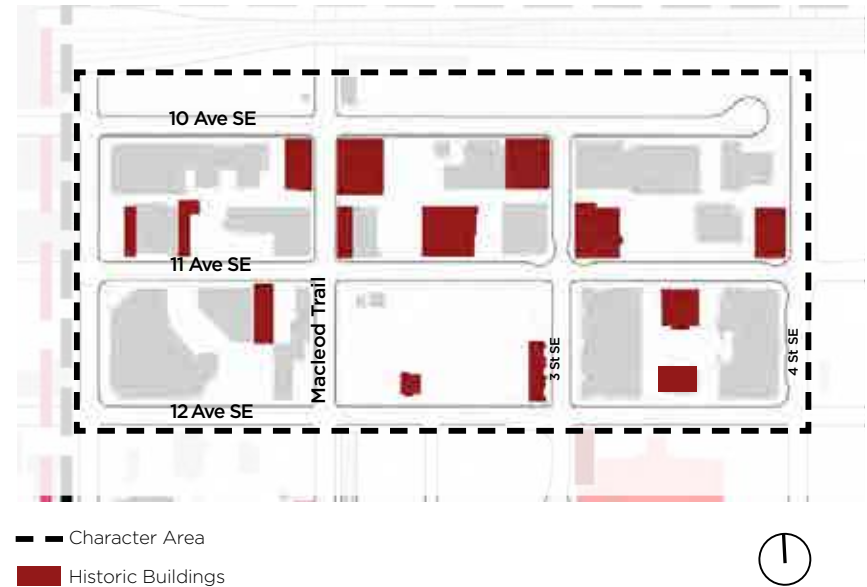 10 Ave SE
11 Ave SE
Macleod Trail
3 St SE
4 St SE
12 Ave SE
Character Area
Historic Buildings